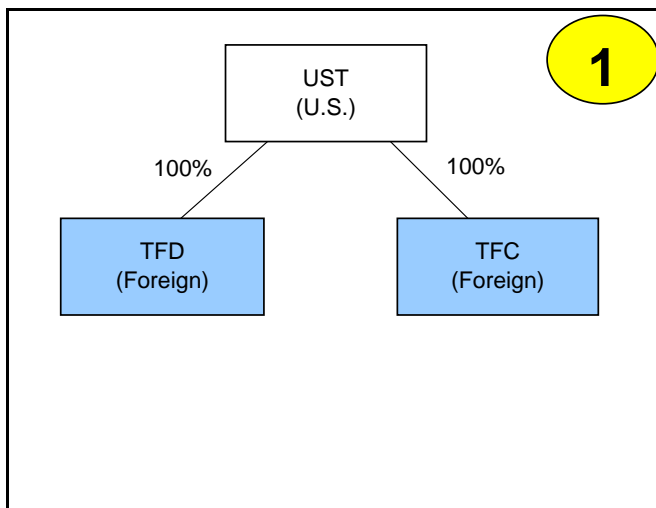 1
UST
(U.S.)
100%
100%
TFD
(Foreign)
TFC
(Foreign)